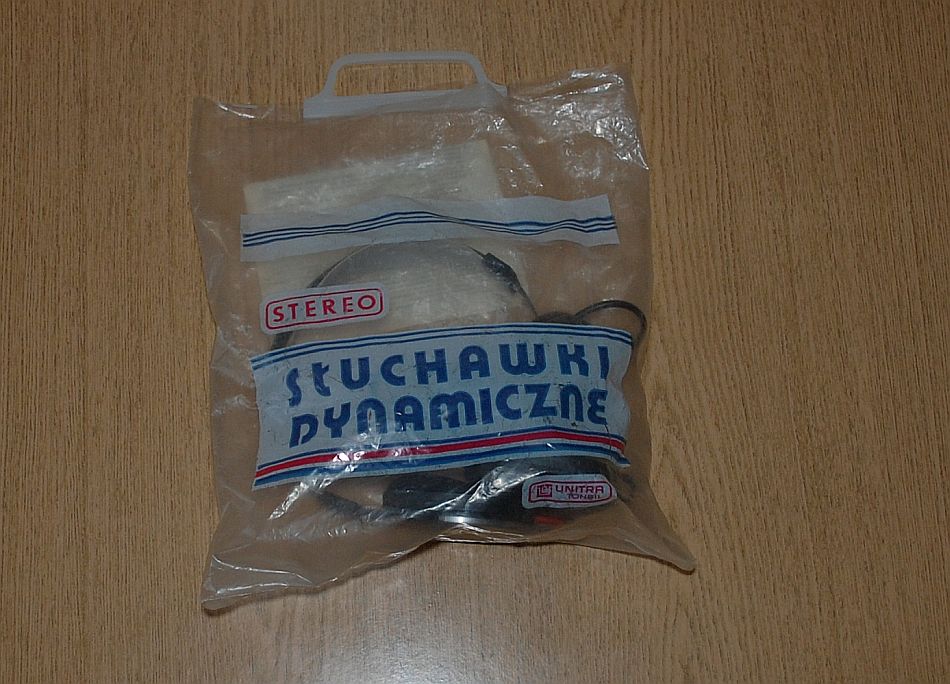 STEREO
SŁUCHAWKI
DYNAMICZNE
UNITRA
TONSIL